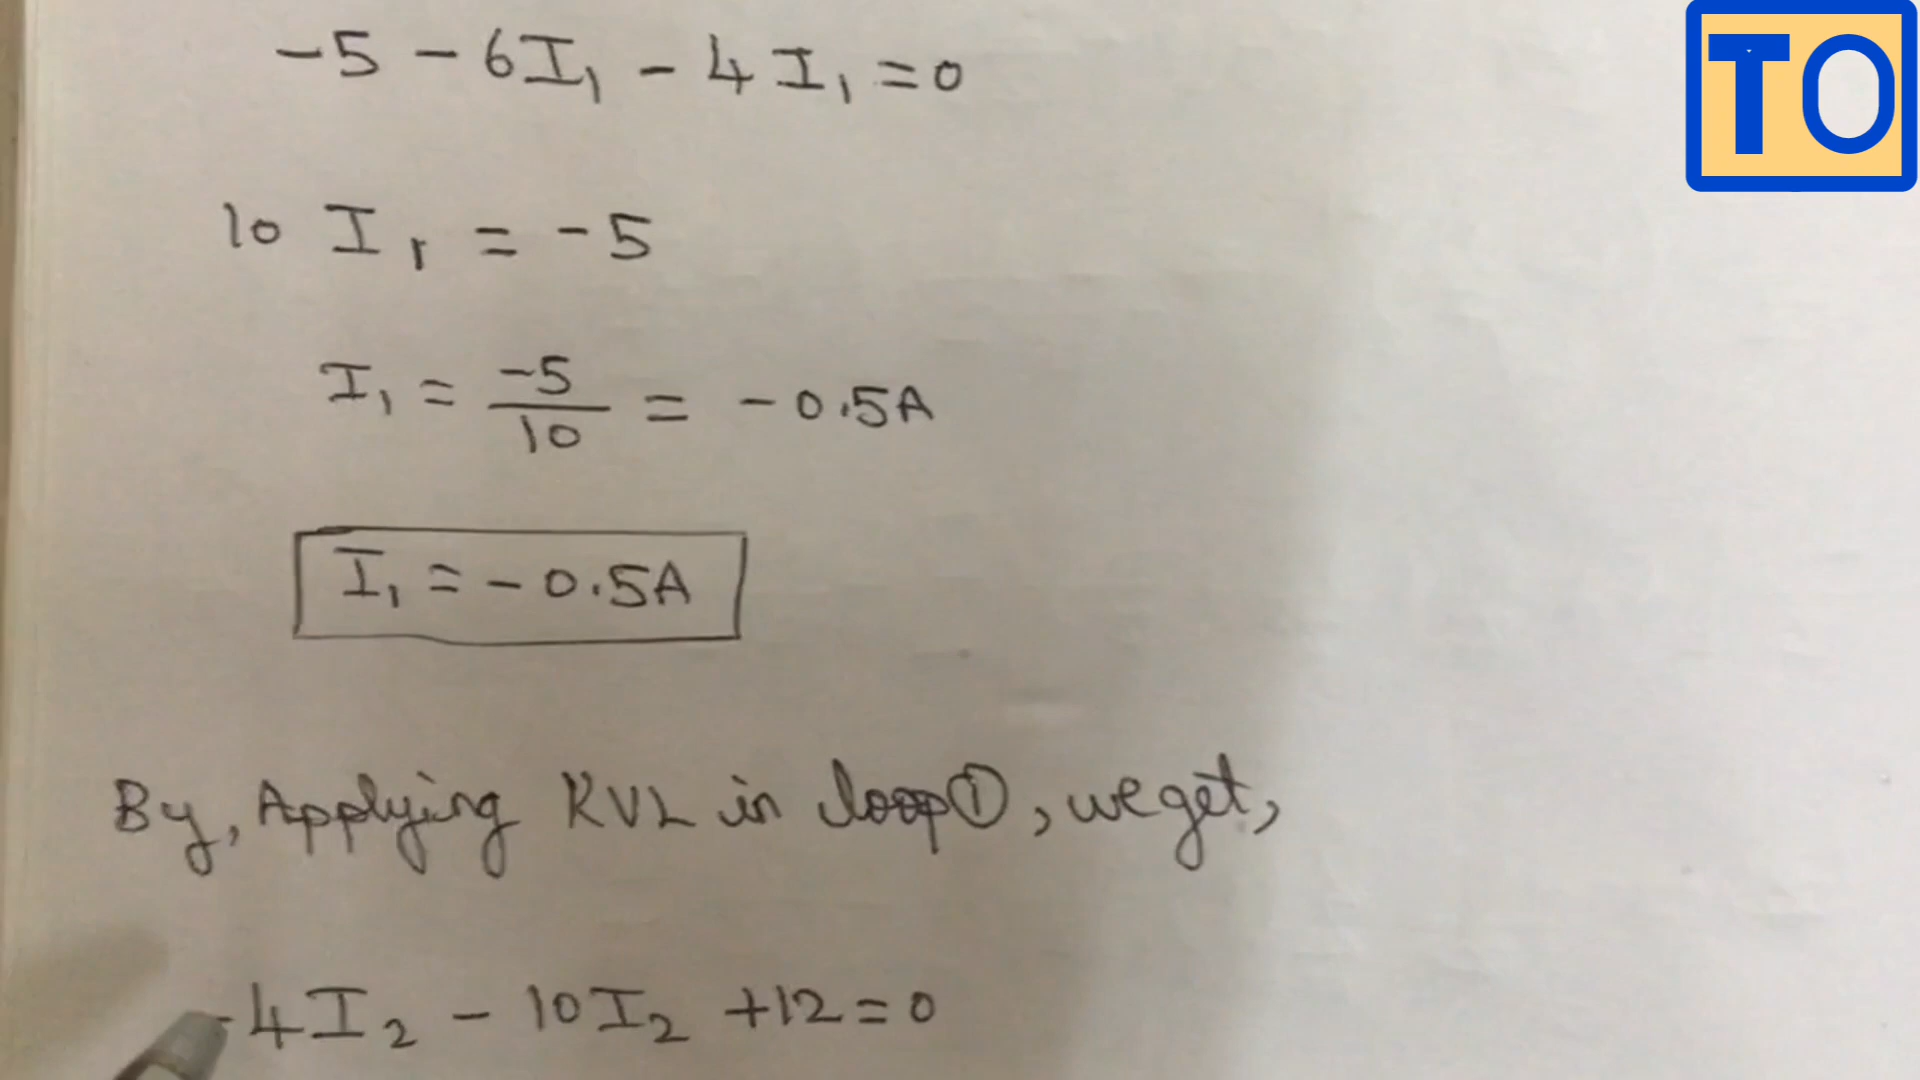 TO
-5 - 6I₁ - 4I₁ = 0
10 I₁ = -5
I₁ = -5/10 = -0.5A
I₁ = -0.5A
By, Applying KVL in loop①, we get,
-4I₂ - 10I₂ +12 = 0